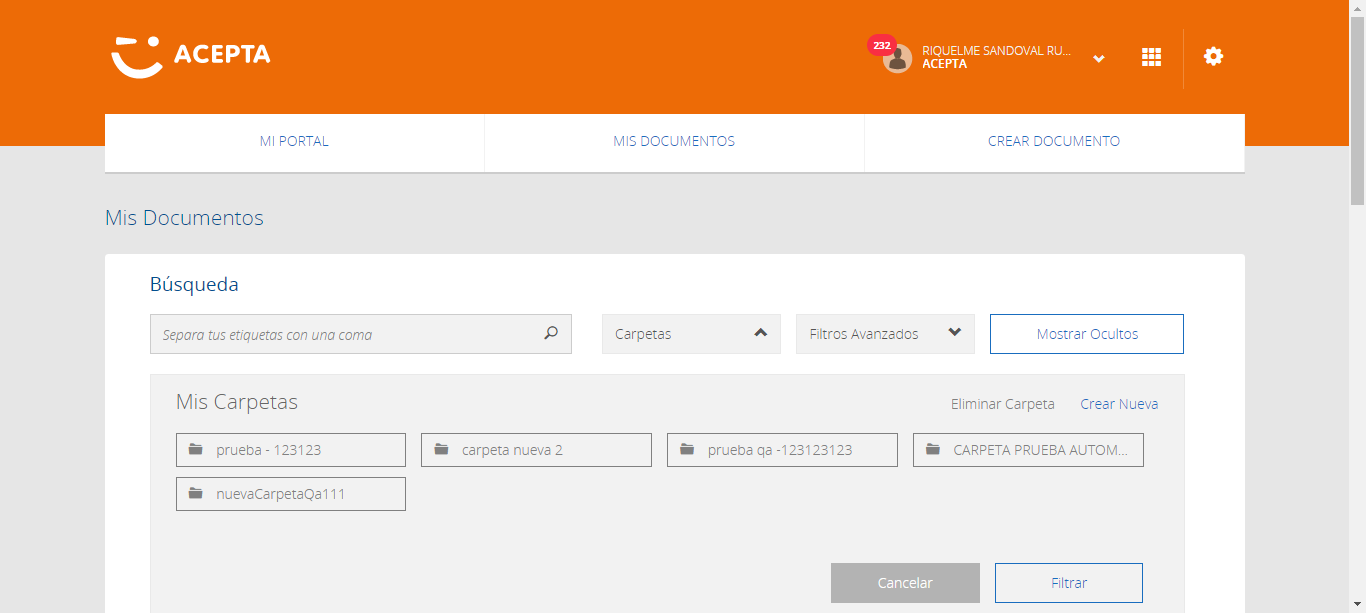 ACEPTA
232
RIQUELME SANDOVAL RU...
ACEPTA
MI PORTAL
MIS DOCUMENTOS
CREAR DOCUMENTO
Mis Documentos
Búsqueda
Separa tus etiquetas con una coma
Carpetas
Filtros Avanzados
Mostrar Ocultos
Mis Carpetas
Eliminar Carpeta
Crear Nueva
prueba - 123123
carpeta nueva 2
prueba qa -123123123
CARPETA PRUEBA AUTOM...
nuevaCarpetaQa111
Cancelar
Filtrar